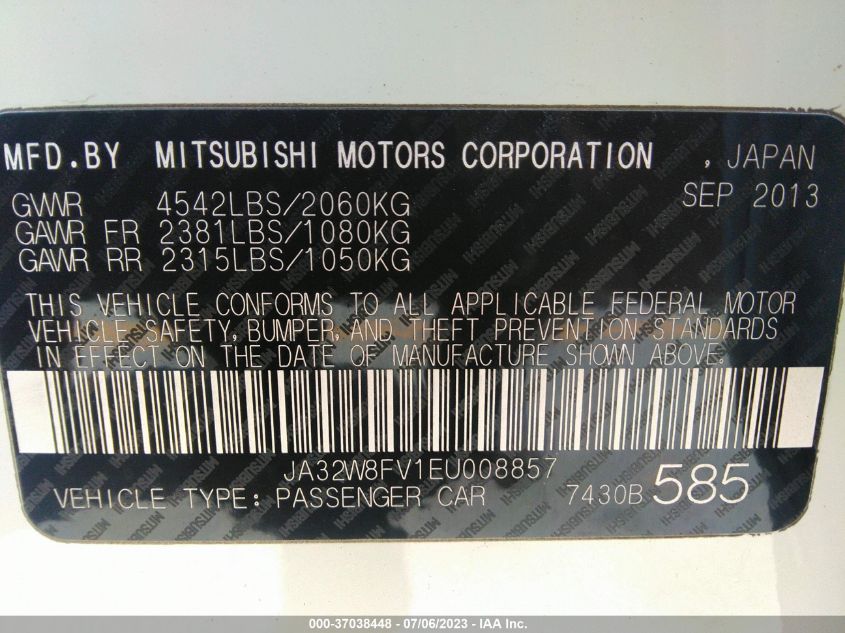 MFD.BY MITSUBISHI MOTORS CORPORATION , JAPAN
GVWR 4542LBS/2060KG SEP 2013
GAWR FR 2381LBS/1080KG
GAWR RR 2315LBS/1050KG
THIS VEHICLE CONFORMS TO ALL APPLICABLE FEDERAL MOTOR
VEHICLE SAFETY, BUMPER, AND THEFT PREVENTION STANDARDS
IN EFFECT ON THE DATE OF MANUFACTURE SHOWN ABOVE.
JA32W8FV1EU008857
VEHICLE TYPE: PASSENGER CAR 7430B 585
000-37038448 - 07/06/2023 - IAA Inc.